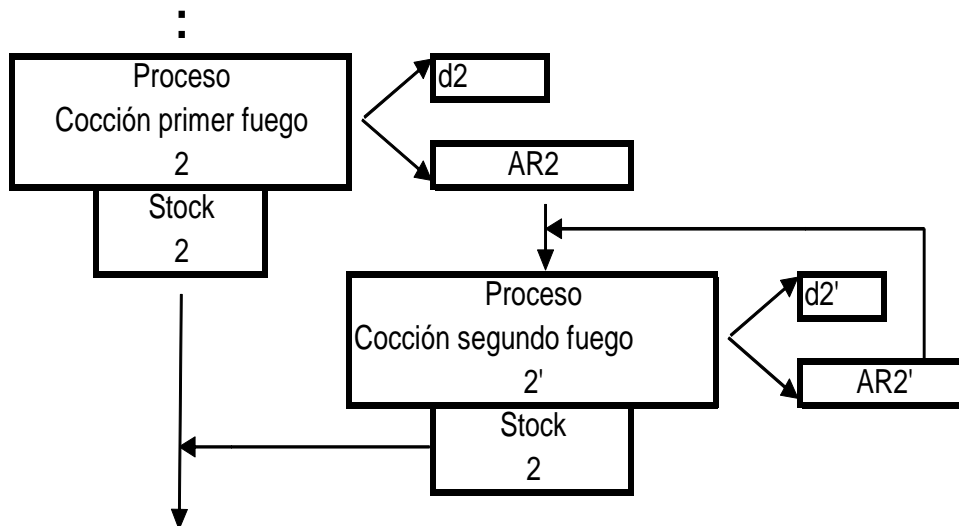 :
Proceso
Cocción primer fuego
2
d2
AR2
Stock
2
Proceso
Cocción segundo fuego
2'
d2'
AR2'
Stock
2